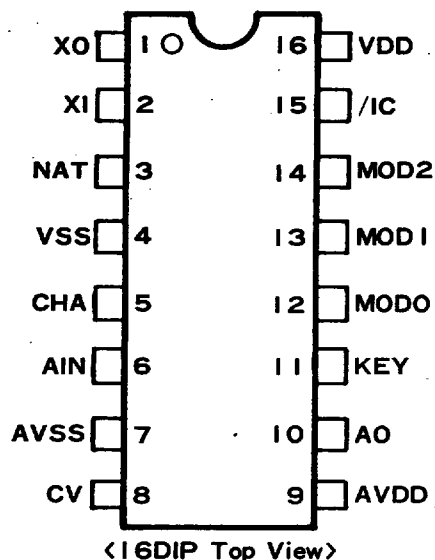 XO 1 16 VDD
XI 2 15 /IC
NAT 3 14 MOD2
VSS 4 13 MOD1
CHA 5 12 MOD0
AIN 6 11 KEY
AVSS 7 10 AO
CV 8 9 AVDD
<16DIP Top View>